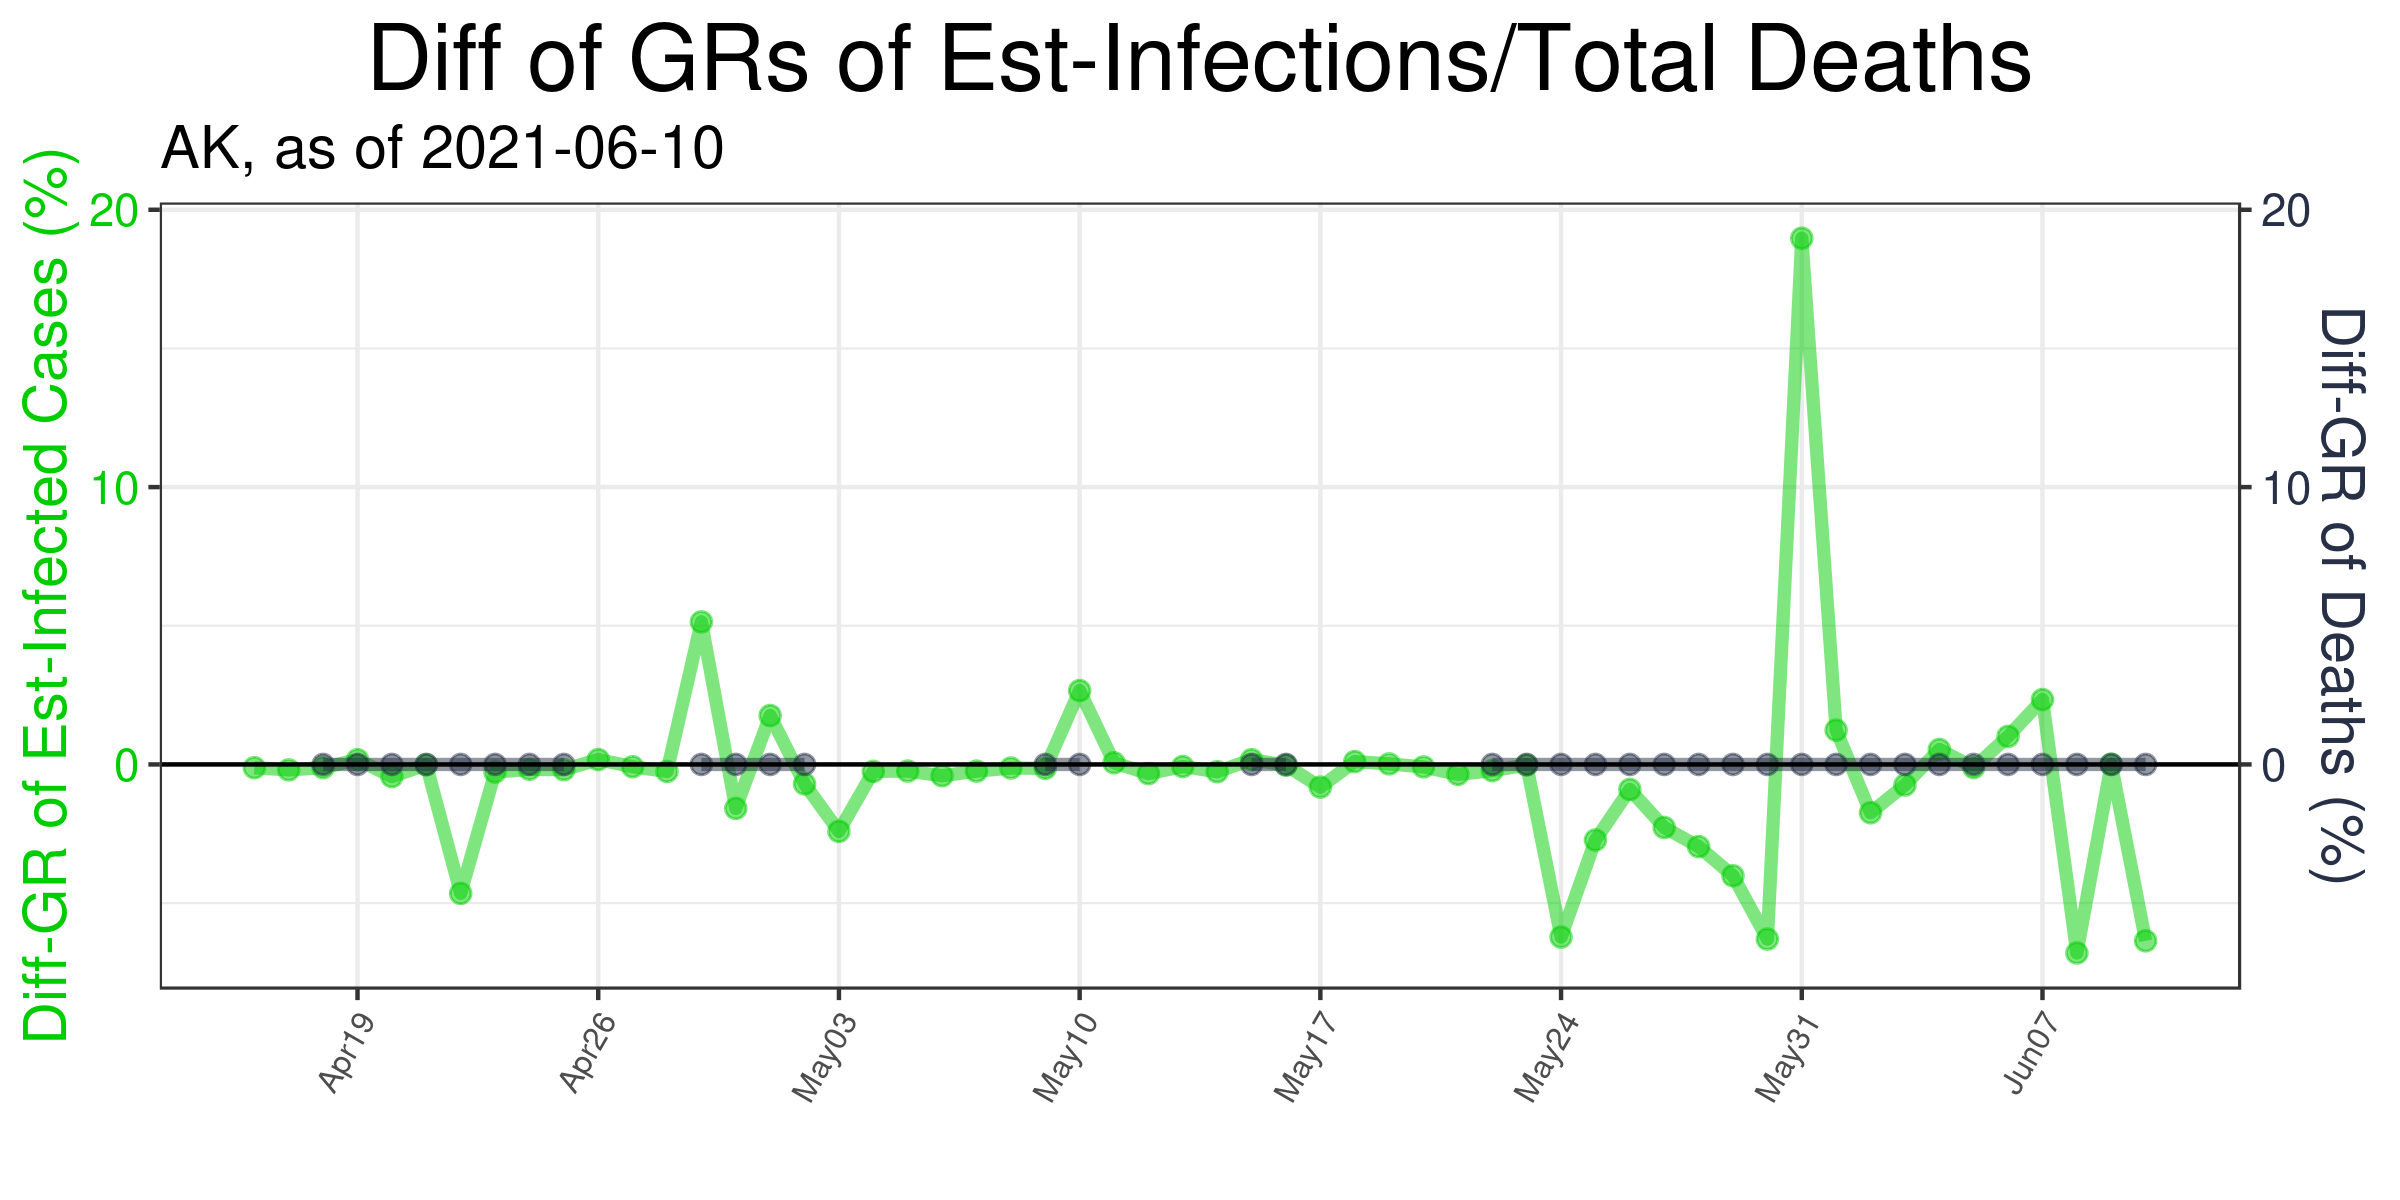 Diff of GRs of Est-Infections/Total Deaths
AK, as of 2021-06-10
Diff-GR of Est-Infected Cases (%)
20
10
0
20
10
0
Diff-GR of Deaths (%)
Apr19
Apr26
May03
May10
May17
May24
May31
Jun07